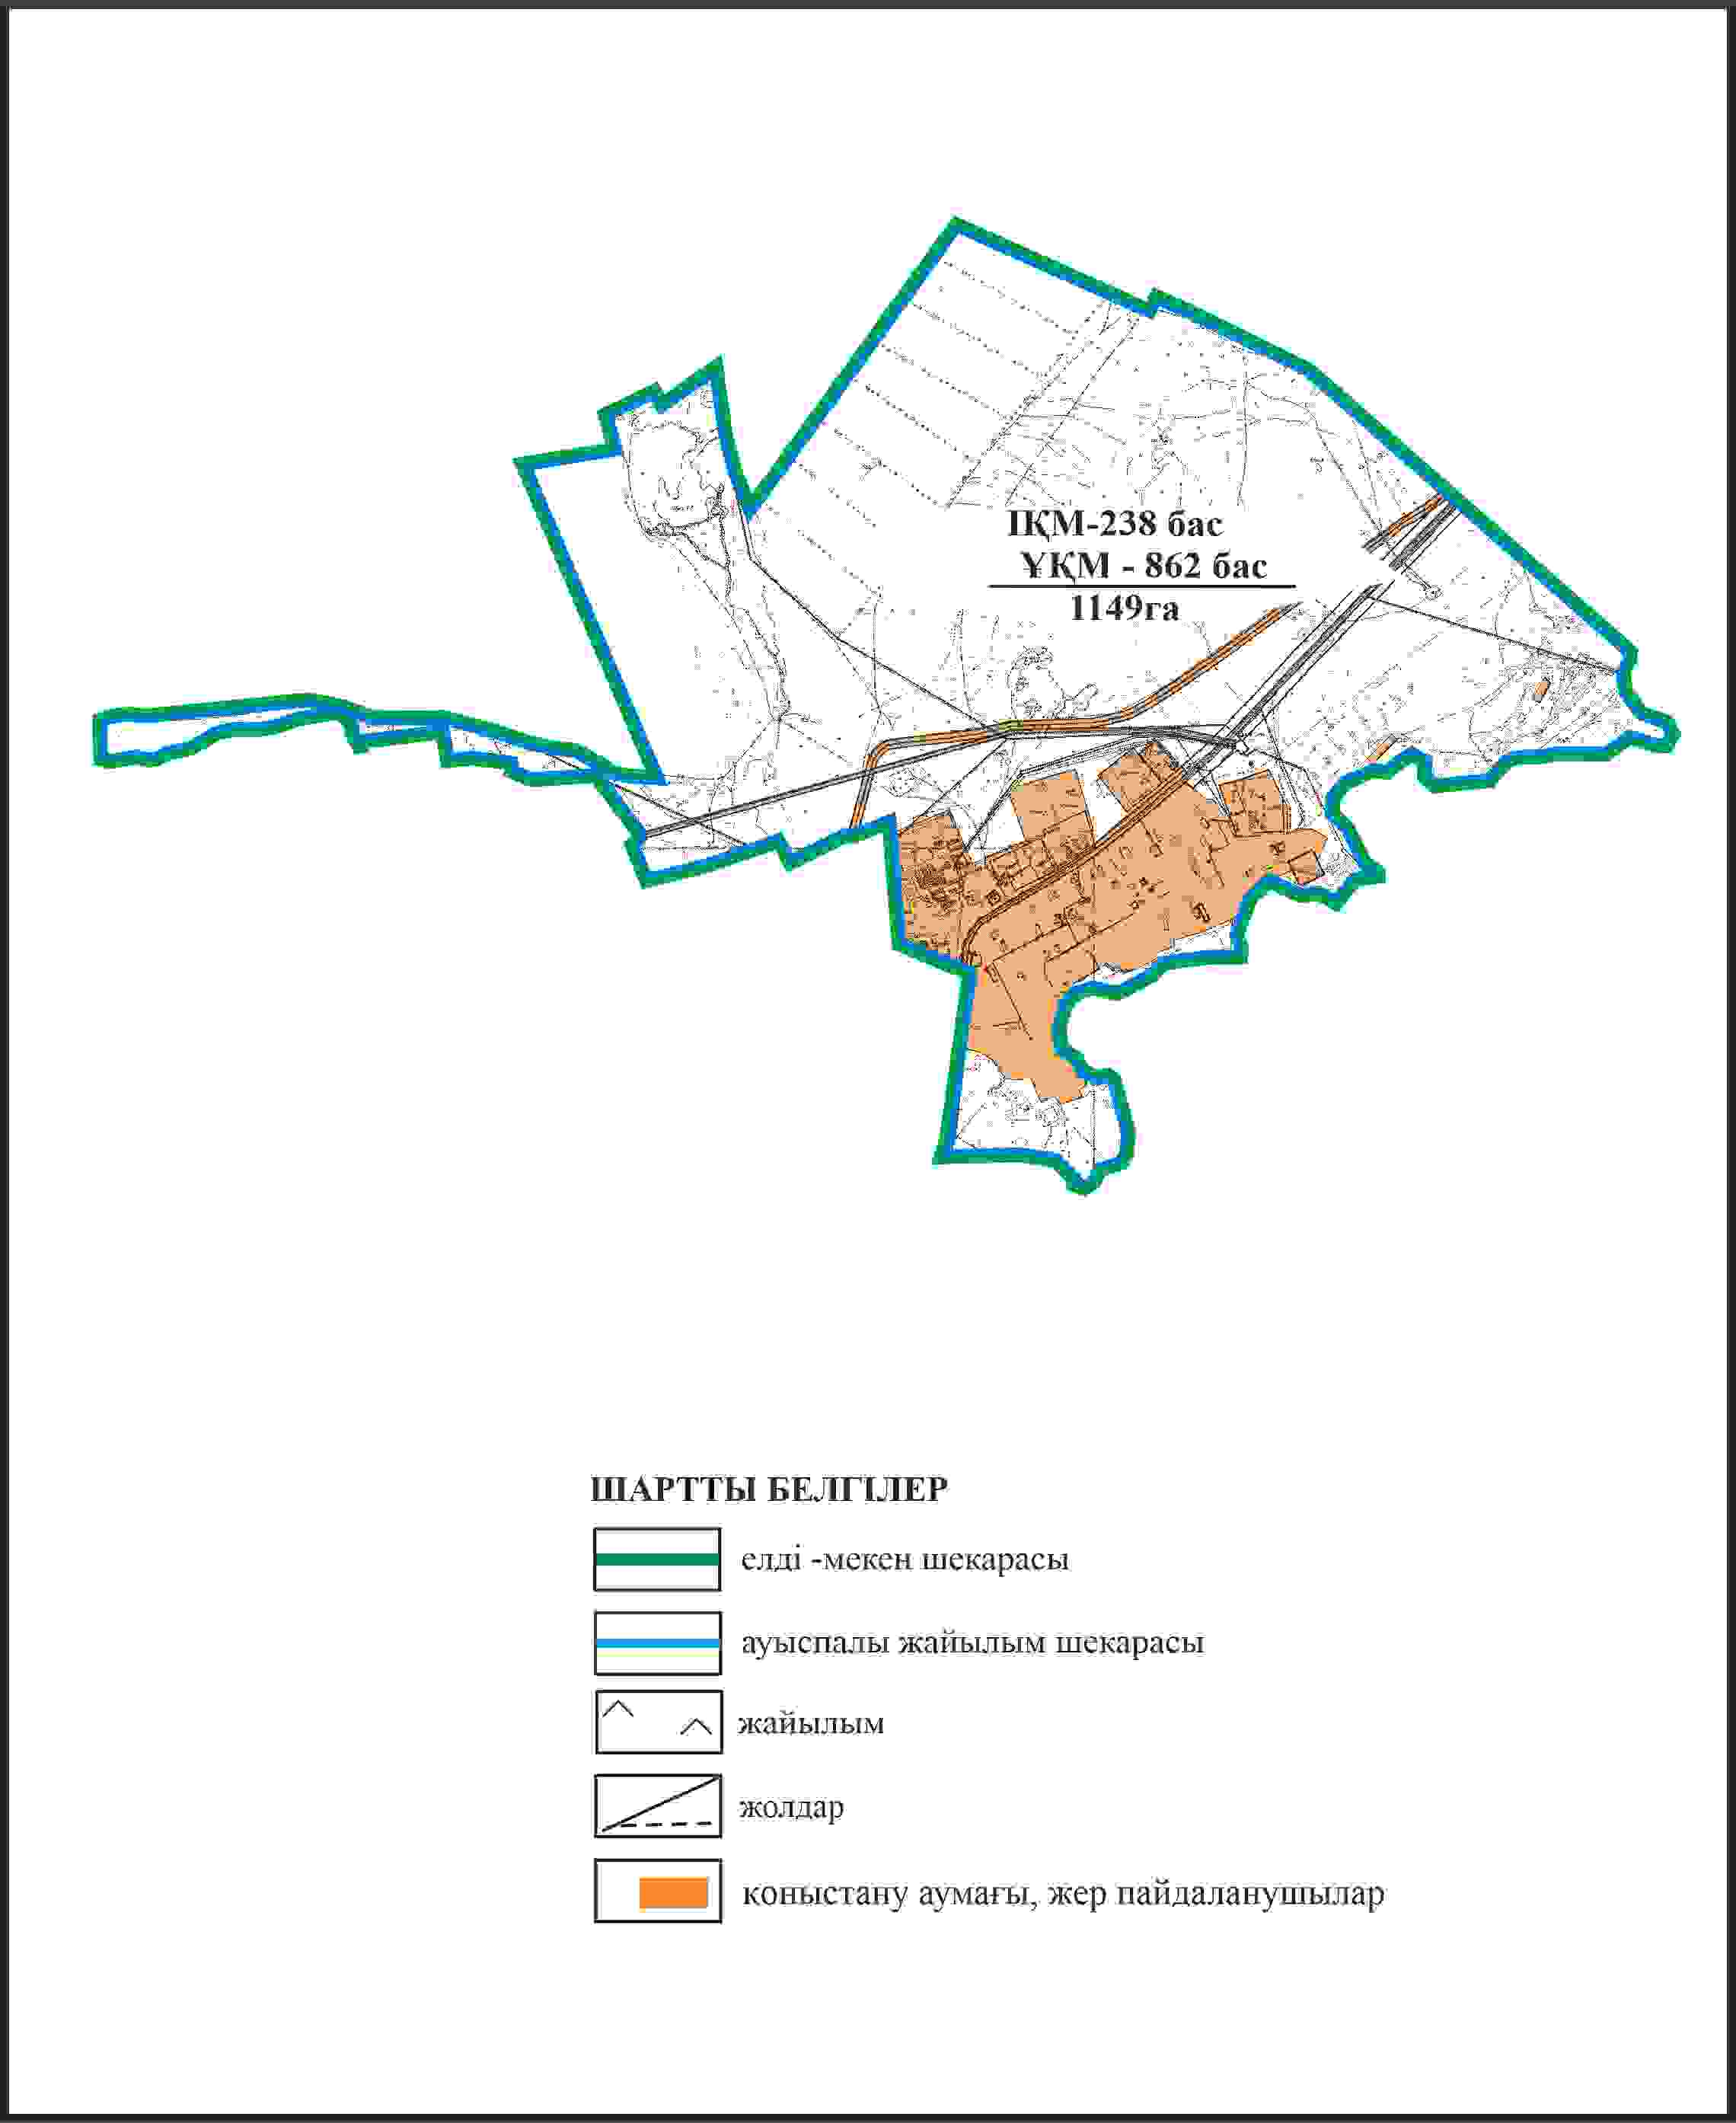 ІҚМ-238 бас
ҰҚМ - 862 бас
1149га
ШАРТТЫ БЕЛГІЛЕР
елді -мекен шекарасы
ауыспалы жайылым шекарасы
жайылым
жолдар
қоныстану аумағы, жер пайдаланушылар